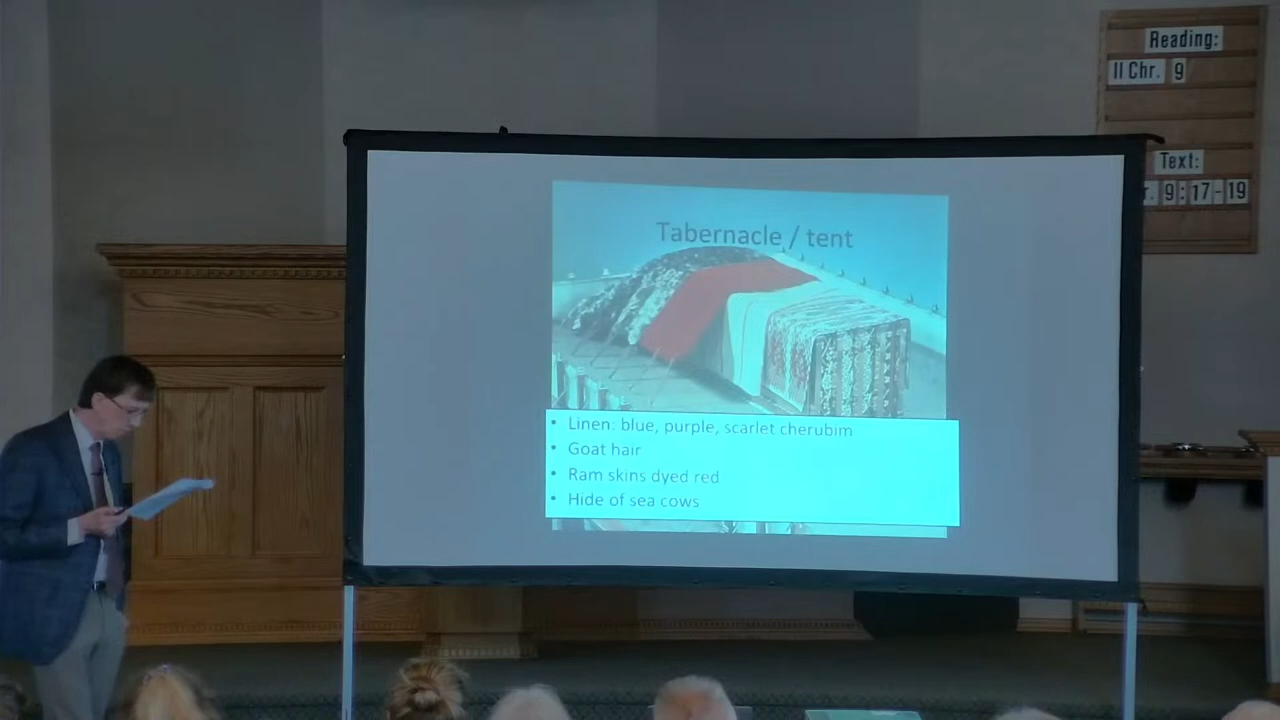 Reading:
II Chr. 9
Text:
. 9:17-19
Tabernacle / tent
• Linen: blue, purple, scarlet cherubim
• Goat hair
• Ram skins dyed red
• Hide of sea cows